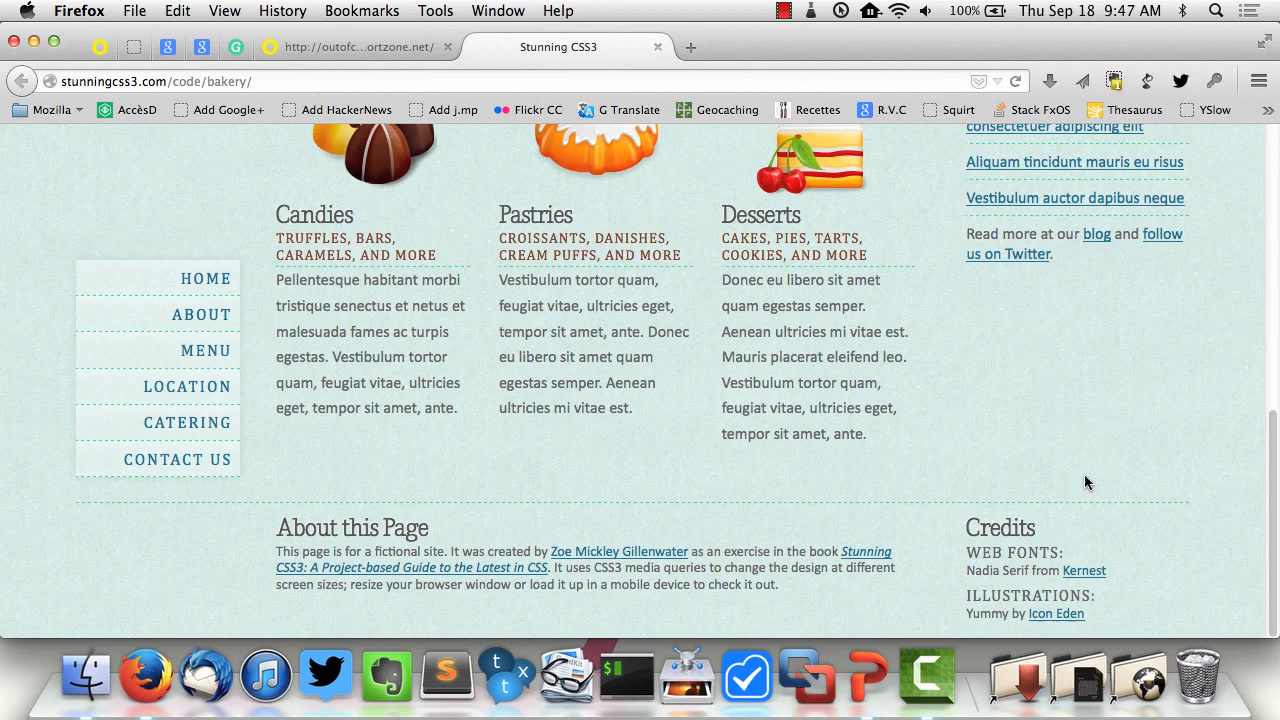 Firefox File Edit View History Bookmarks Tools Window Help 100% Thu Sep 18 9:47 AM
http://outofc...ortzone.net/ Stunning CSS3
stunningcss3.com/code/bakery/
Mozilla AccèsD Add Google+ Add HackerNews Add j.mp Flickr CC G Translate Geocaching Recettes R.V.C Squirt Stack FxOS Thesaurus YSlow
consectetuer adipiscing elit
Aliquam tincidunt mauris eu risus
Vestibulum auctor dapibus neque
Read more at our blog and follow
us on Twitter.
HOME
ABOUT
MENU
LOCATION
CATERING
CONTACT US
Candies
TRUFFLES, BARS,
CARAMELS, AND MORE
Pellentesque habitant morbi
tristique senectus et netus et
malesuada fames ac turpis
egestas. Vestibulum tortor
quam, feugiat vitae, ultricies
eget, tempor sit amet, ante.
Pastries
CROISSANTS, DANISHES,
CREAM PUFFS, AND MORE
Vestibulum tortor quam,
feugiat vitae, ultricies eget,
tempor sit amet, ante. Donec
eu libero sit amet quam
egestas semper. Aenean
ultricies mi vitae est.
Desserts
CAKES, PIES, TARTS,
COOKIES, AND MORE
Donec eu libero sit amet
quam egestas semper.
Aenean ultricies mi vitae est.
Mauris placerat eleifend leo.
Vestibulum tortor quam,
feugiat vitae, ultricies eget,
tempor sit amet, ante.
About this Page
This page is for a fictional site. It was created by Zoe Mickley Gillenwater as an exercise in the book Stunning
CSS3: A Project-based Guide to the Latest in CSS. It uses CSS3 media queries to change the design at different
screen sizes; resize your browser window or load it up in a mobile device to check it out.
Credits
WEB FONTS:
Nadia Serif from Kernest
ILLUSTRATIONS:
Yummy by Icon Eden